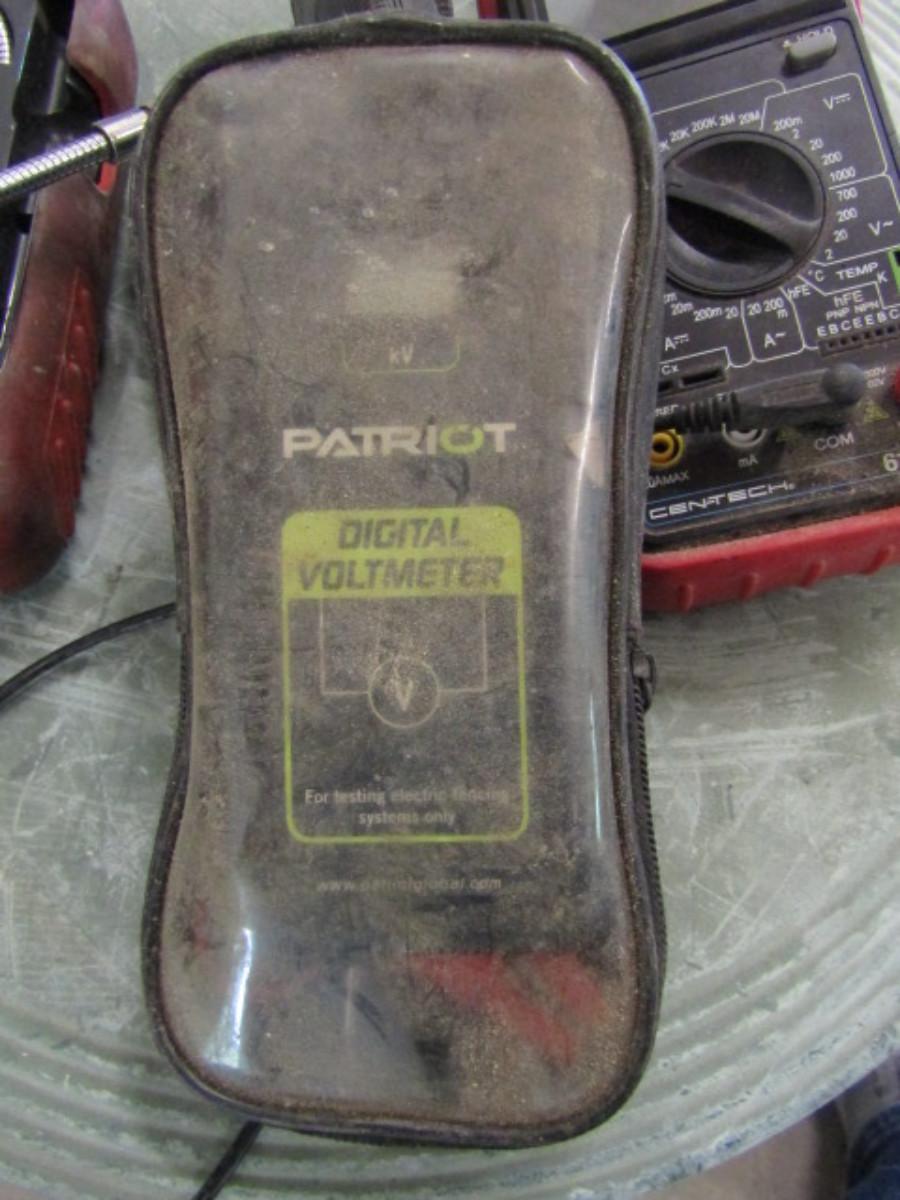 kV
PATRIOT
DIGITAL
VOLTMETER
V
For testing electric fencing
systems only
www.patriotglobal.com
HOLD
V
20K 200K 2M 20M
200m
2
20
200
1000
700
200
20
2
V~
°C
TEMP
K
20m 200m 20
20 200
m
hFE
hFE
PNP NPN
E B C E E B C
A
A~
Cx
mA
COM
CEN-TECH